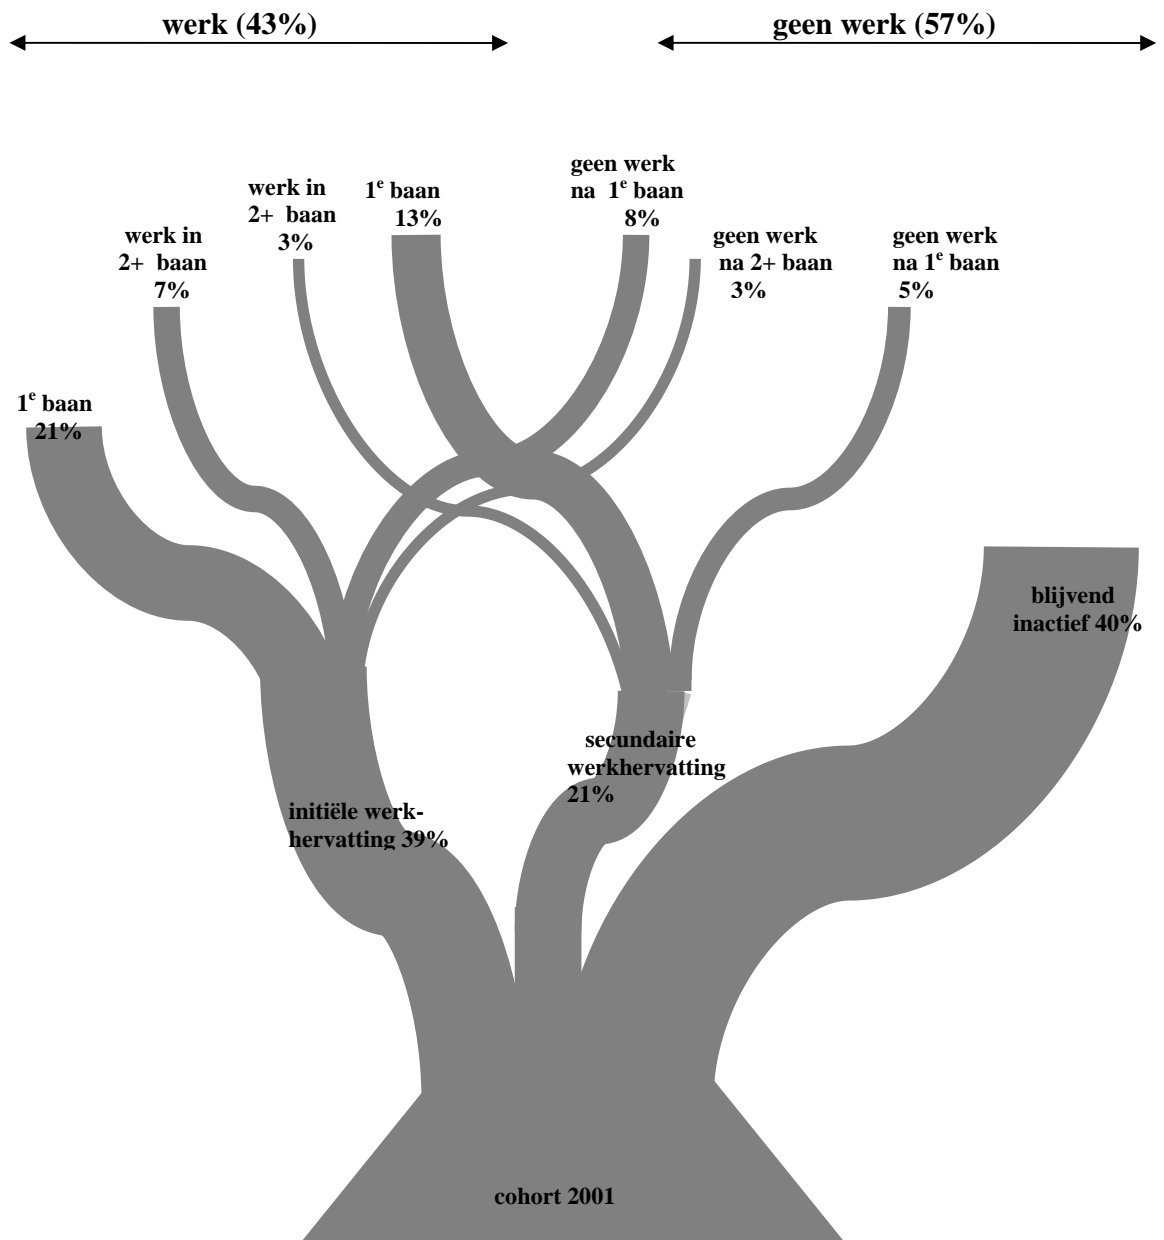 werk (43%)
geen werk (57%)
geen werk
na 1e baan
8%
werk in
2+ baan
3%
1e baan
13%
werk in
2+ baan
7%
geen werk
na 2+ baan
3%
geen werk
na 1e baan
5%
1e baan
21%
blijvend
inactief 40%
secundaire
werkhervatting
21%
initiële werk-
hervatting 39%
cohort 2001